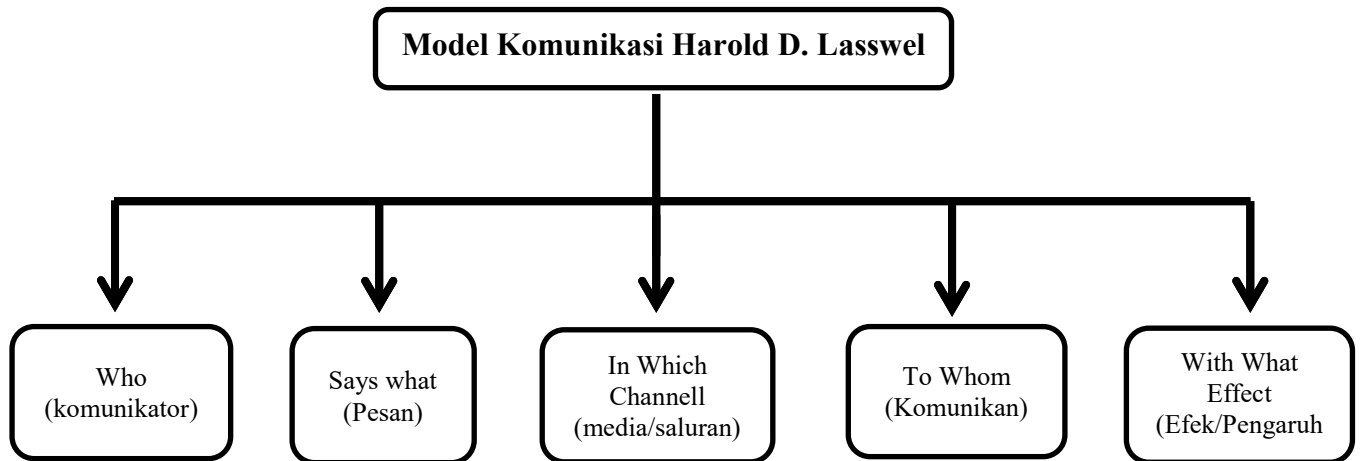 Model Komunikasi Harold D. Lasswel
Who
(komunikator)
Says what
(Pesan)
In Which
Channell
(media/saluran)
To Whom
(Komunikan)
With What
Effect
(Efek/Pengaruh